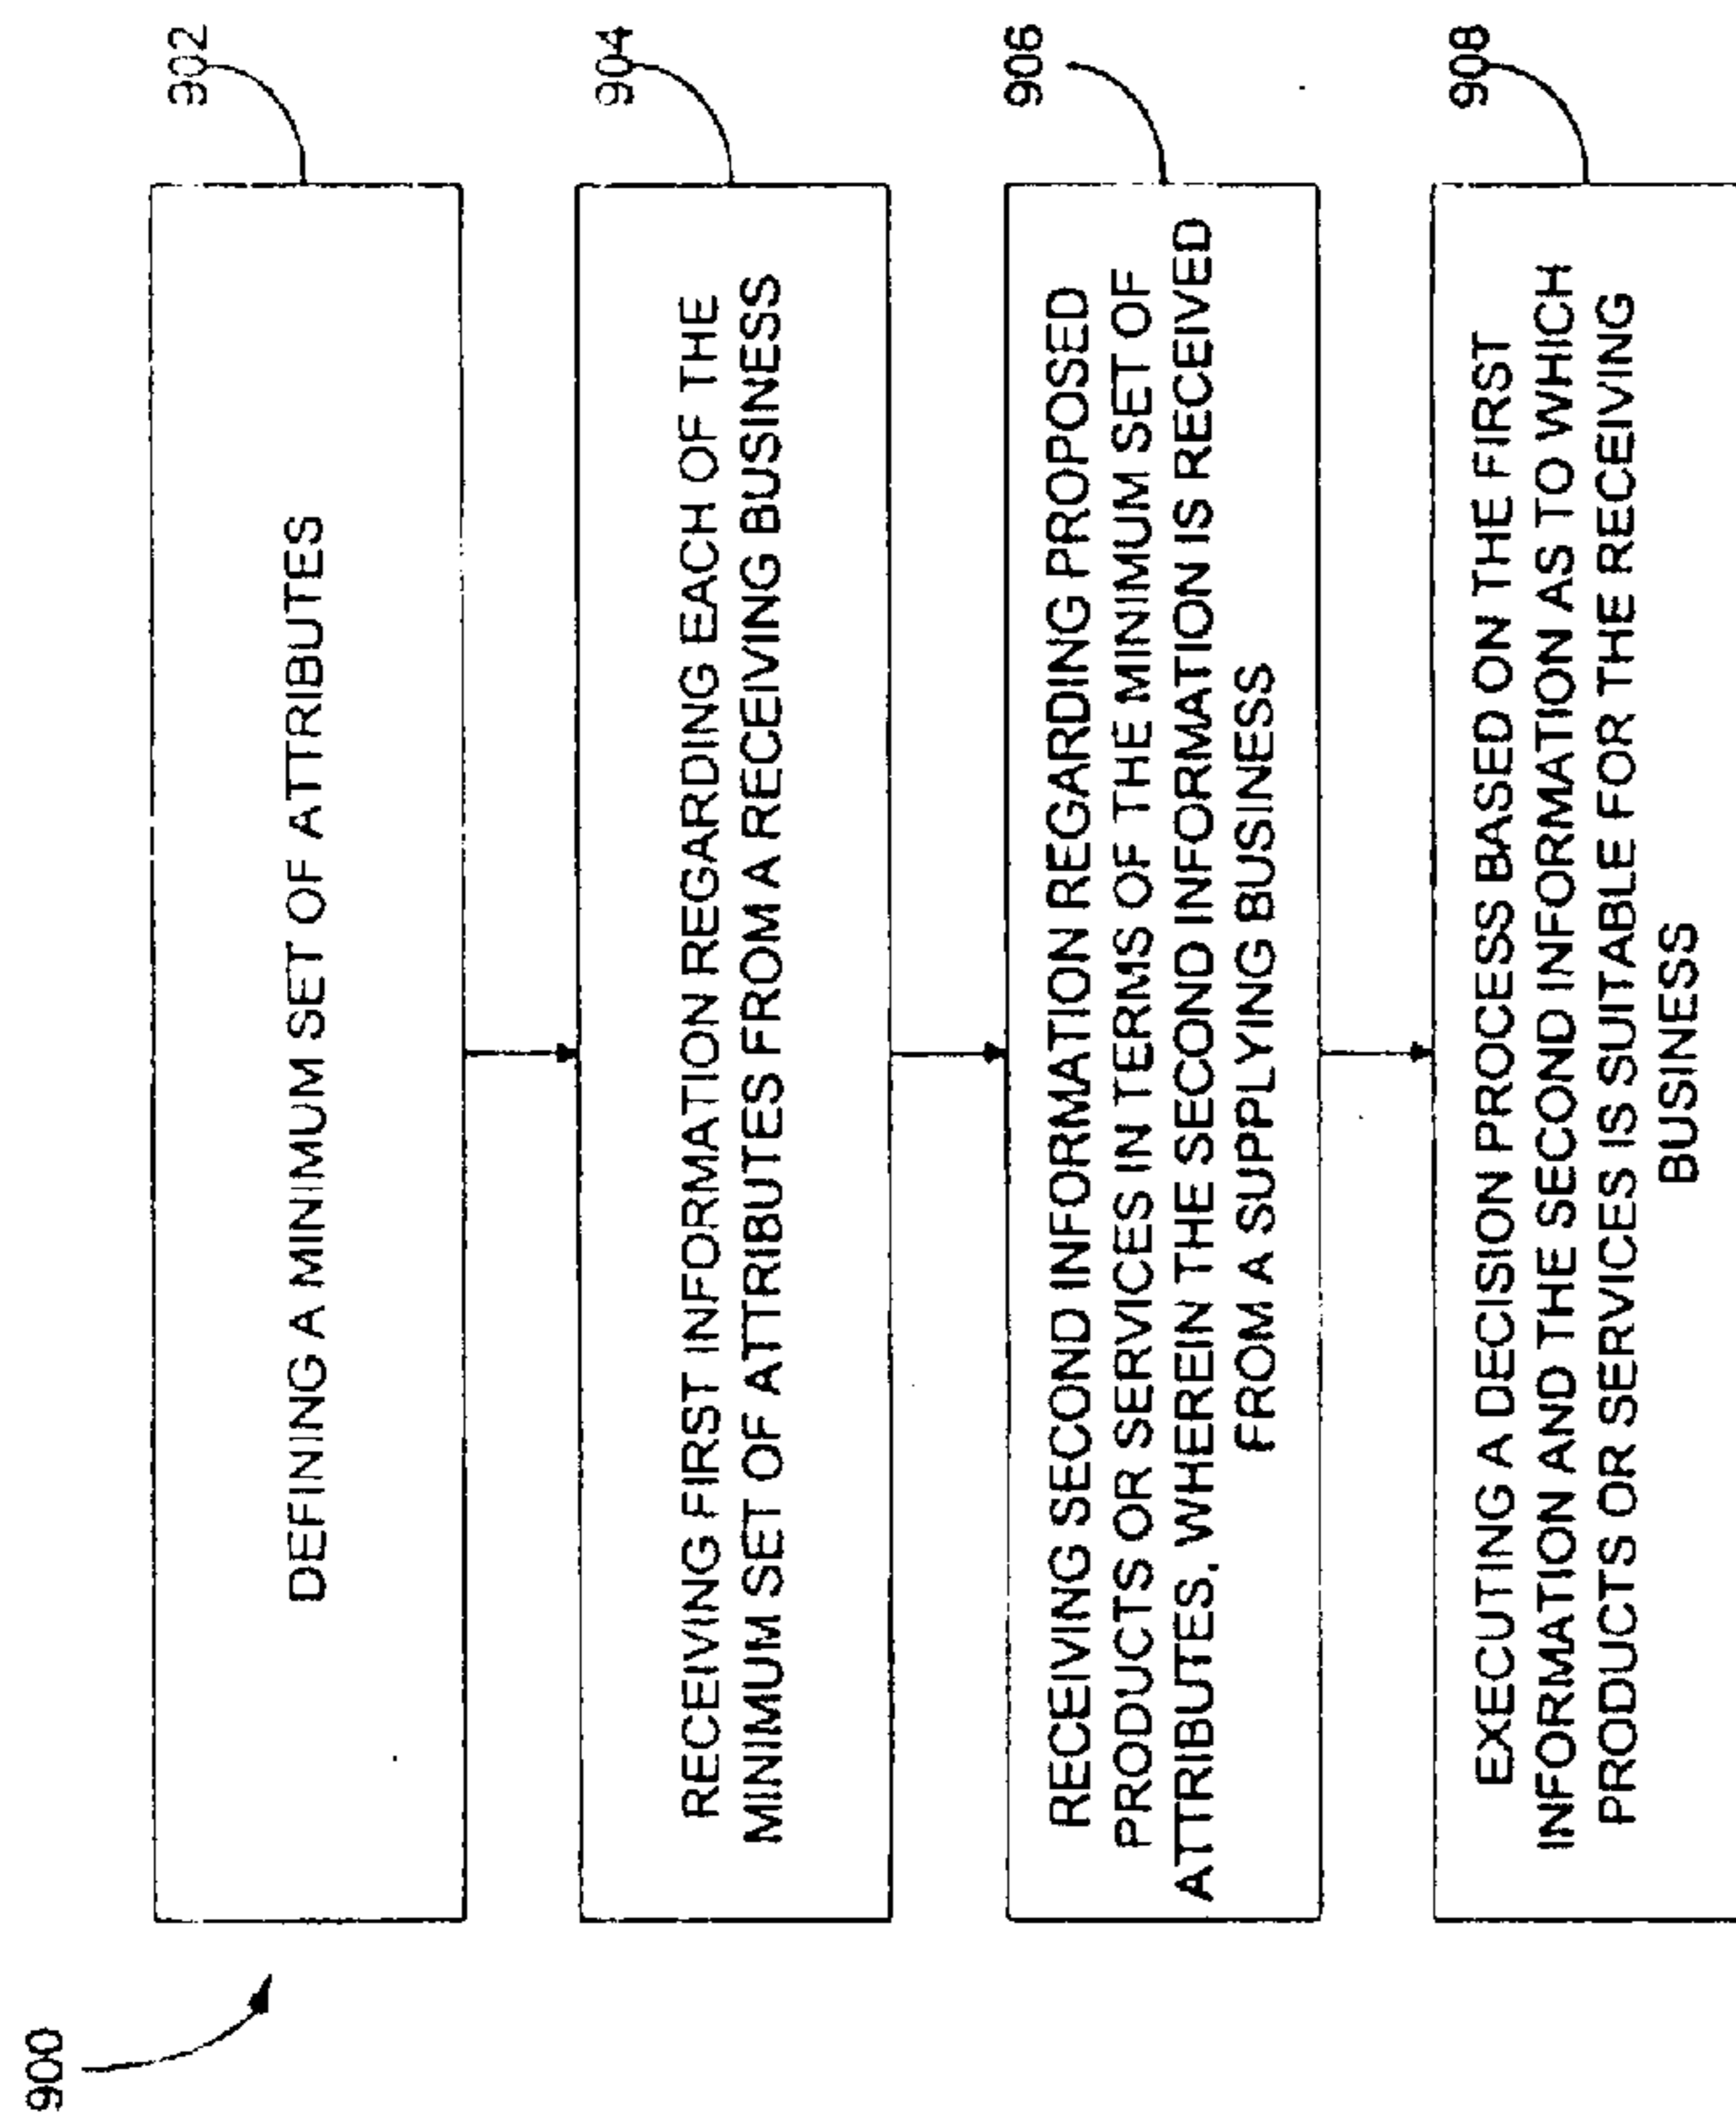 900
902
DEFINING A MINIMUM SET OF ATTRIBUTES
904
RECEIVING FIRST INFORMATION REGARDING EACH OF THE
MINIMUM SET OF ATTRIBUTES FROM A RECEIVING BUSINESS
906
RECEIVING SECOND INFORMATION REGARDING PROPOSED
PRODUCTS OR SERVICES IN TERMS OF THE MINIMUM SET OF
ATTRIBUTES, WHEREIN THE SECOND INFORMATION IS RECEIVED
FROM A SUPPLYING BUSINESS
908
EXECUTING A DECISION PROCESS BASED ON THE FIRST
INFORMATION AND THE SECOND INFORMATION AS TO WHICH
PRODUCTS OR SERVICES IS SUITABLE FOR THE RECEIVING
BUSINESS